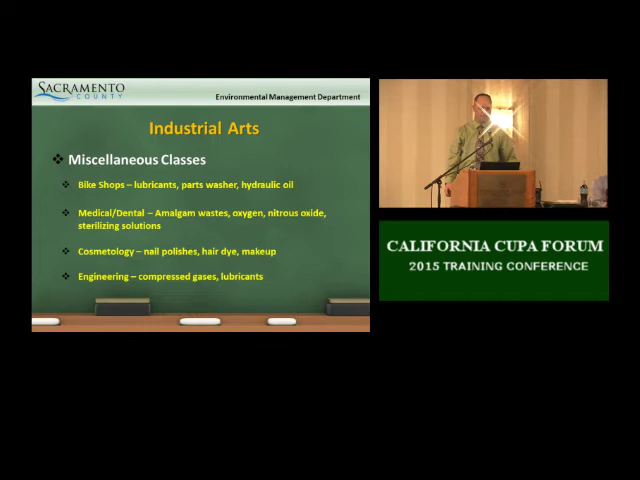 SACRAMENTO
COUNTY
Environmental Management Department
Industrial Arts
Miscellaneous Classes
Bike Shops – lubricants, parts washer, hydraulic oil
Medical/Dental – Amalgam wastes, oxygen, nitrous oxide,
sterilizing solutions
Cosmetology – nail polishes, hair dye, makeup
Engineering – compressed gases, lubricants
CALIFORNIA CUPA FORUM
2015 TRAINING CONFERENCE